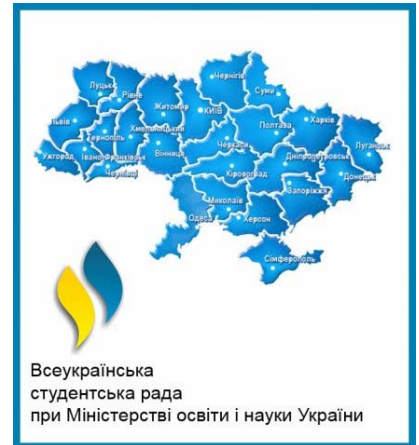 Чернігів
Суми
Луцьк
Рівне
Житомир
КИЇВ
Львів
Тернопіль
Хмельницький
Полтава
Харків
Черкаси
Луганськ
Ужгород
Івано-Франківськ
Вінниця
Дніпропетровськ
Чернівці
Кіровоград
Донецьк
Запоріжжя
Миколаїв
Одеса
Херсон
Сімферополь
Всеукраїнська
студентська рада
при Міністерстві освіти і науки України